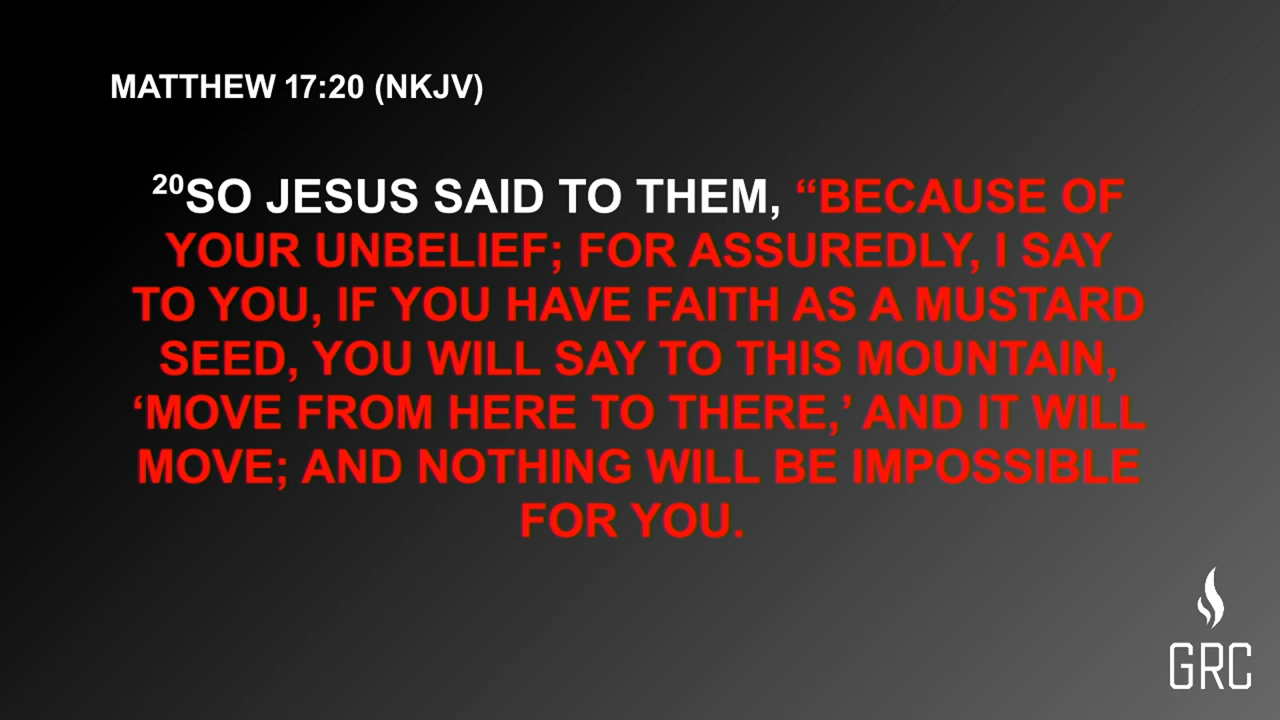 MATTHEW 17:20 (NKJV)
20SO JESUS SAID TO THEM, “BECAUSE OF
YOUR UNBELIEF; FOR ASSUREDLY, I SAY
TO YOU, IF YOU HAVE FAITH AS A MUSTARD
SEED, YOU WILL SAY TO THIS MOUNTAIN,
‘MOVE FROM HERE TO THERE,’ AND IT WILL
MOVE; AND NOTHING WILL BE IMPOSSIBLE
FOR YOU.
GRC